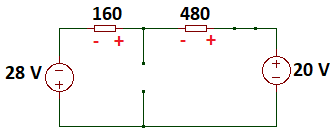 160 480
- + - +
28 V - + + - 20 V